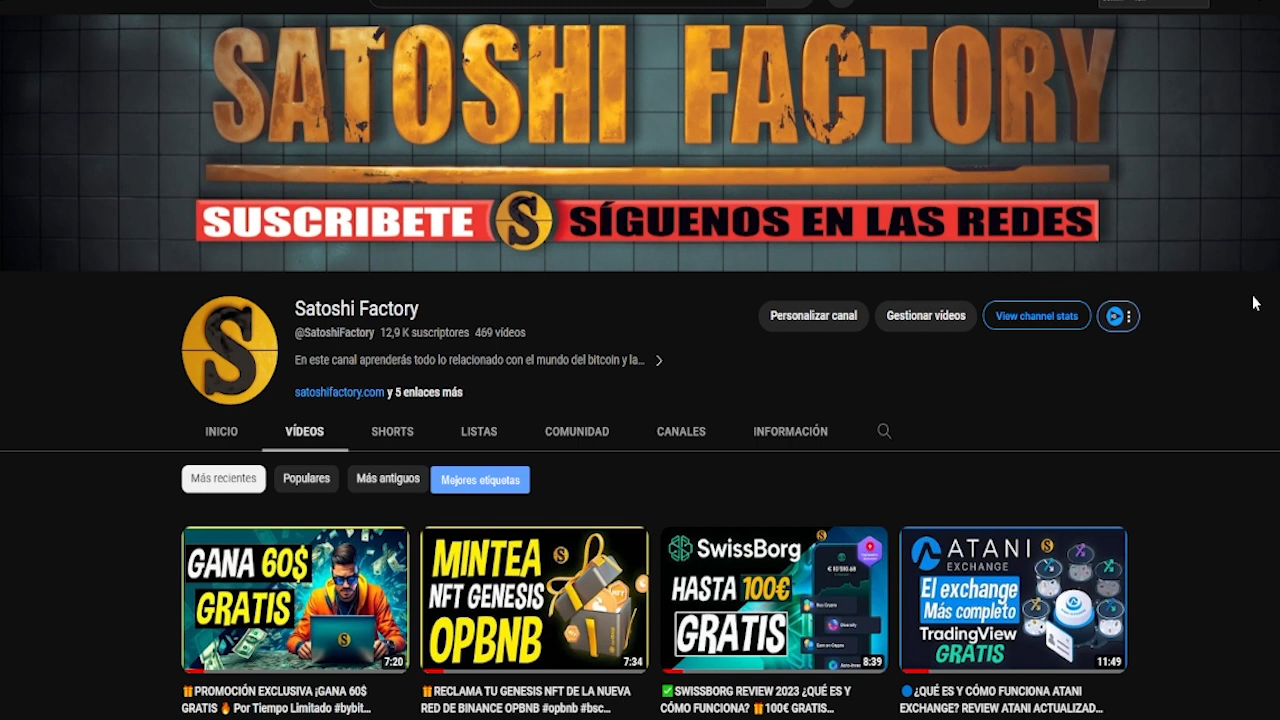 SATOSHI FACTORY
SUSCRIBETE S SÍGUENOS EN LAS REDES
Satoshi Factory
@SatoshiFactory 12,9 K suscriptores 469 vídeos
En este canal aprenderás todo lo relacionado con el mundo del bitcoin y la...
satoshifactory.com y 5 enlaces más
Personalizar canal
Gestionar vídeos
View channel stats
INICIO VÍDEOS SHORTS LISTAS COMUNIDAD CANALES INFORMACIÓN
Más recientes Populares Más antiguos Mejores etiquetas
GANA 60$
GRATIS
7:20
🎁PROMOCIÓN EXCLUSIVA ¡GANA 60$
GRATIS 🔥 Por Tiempo Limitado #bybit...
MINTEA
NFT GENESIS
OPBNB
NFT
7:34
🎁RECLAMA TU GENESIS NFT DE LA NUEVA
RED DE BINANCE OPBNB #opbnb #bsc...
SwissBorg
HASTA 100€
GRATIS
8:39
✅SWISSBORG REVIEW 2023 ¿QUÉ ES Y
CÓMO FUNCIONA? 🎁100€ GRATIS...
ATANI
EXCHANGE
El exchange
Más completo
TradingView
GRATIS
11:49
🔵¿QUÉ ES Y CÓMO FUNCIONA ATANI
EXCHANGE? REVIEW ATANI ACTUALIZAD...